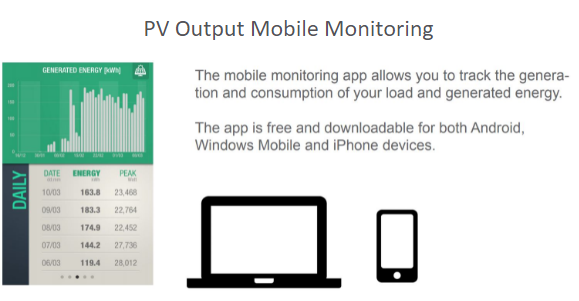 PV Output Mobile Monitoring
GENERATED ENERGY [kWh]
The mobile monitoring app allows you to track the genera-
tion and consumption of your load and generated energy.
The app is free and downloadable for both Android,
Windows Mobile and iPhone devices.
DAILY
DATE ENERGY PEAK
10/03 163.8 23,468
09/03 183.3 22,764
08/03 174.9 22,452
07/03 144.2 27,736
06/03 119.4 28,012